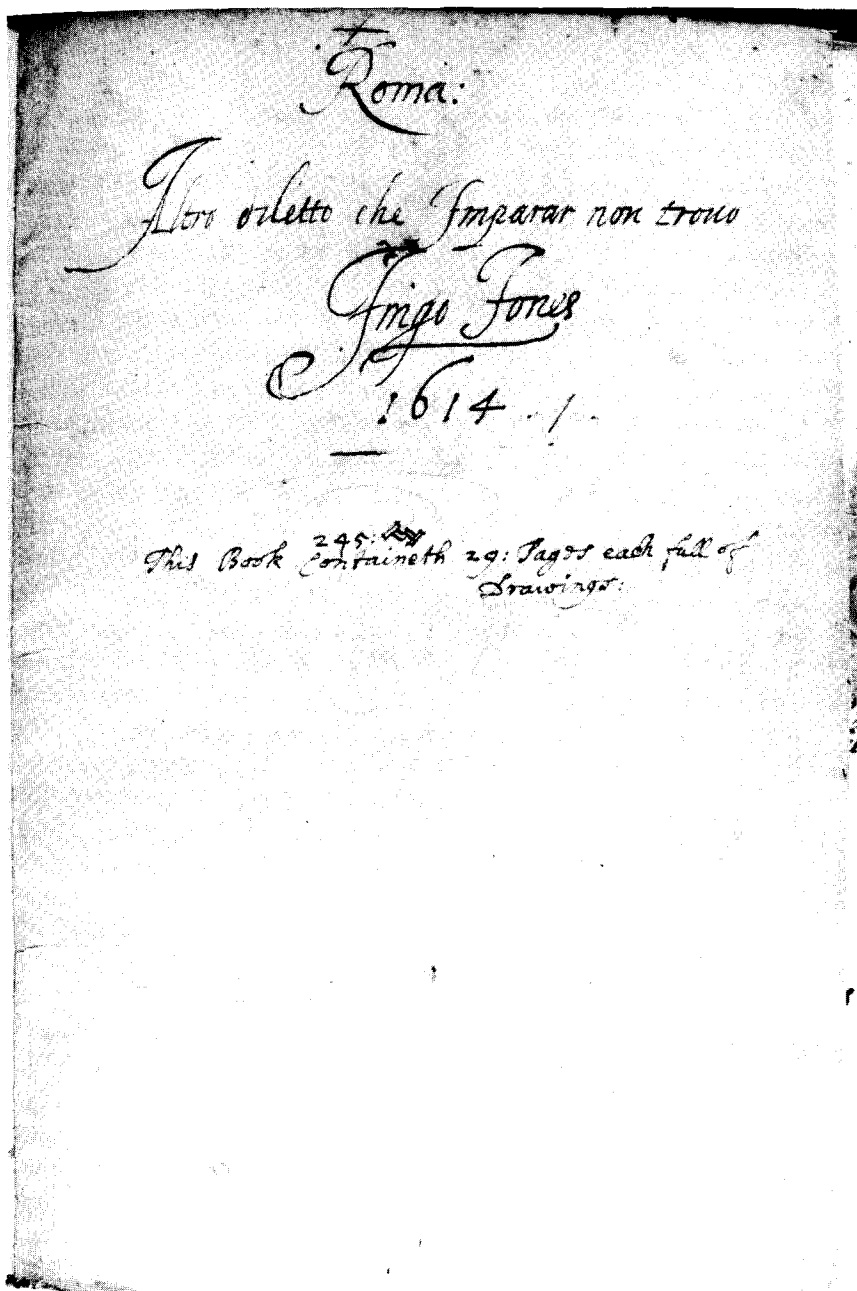 Roma:
Altro diletto che Imparar non trovo
Inigo Jones
1614
245:
This Book Containeth 29: Pages each full of
Drawings: